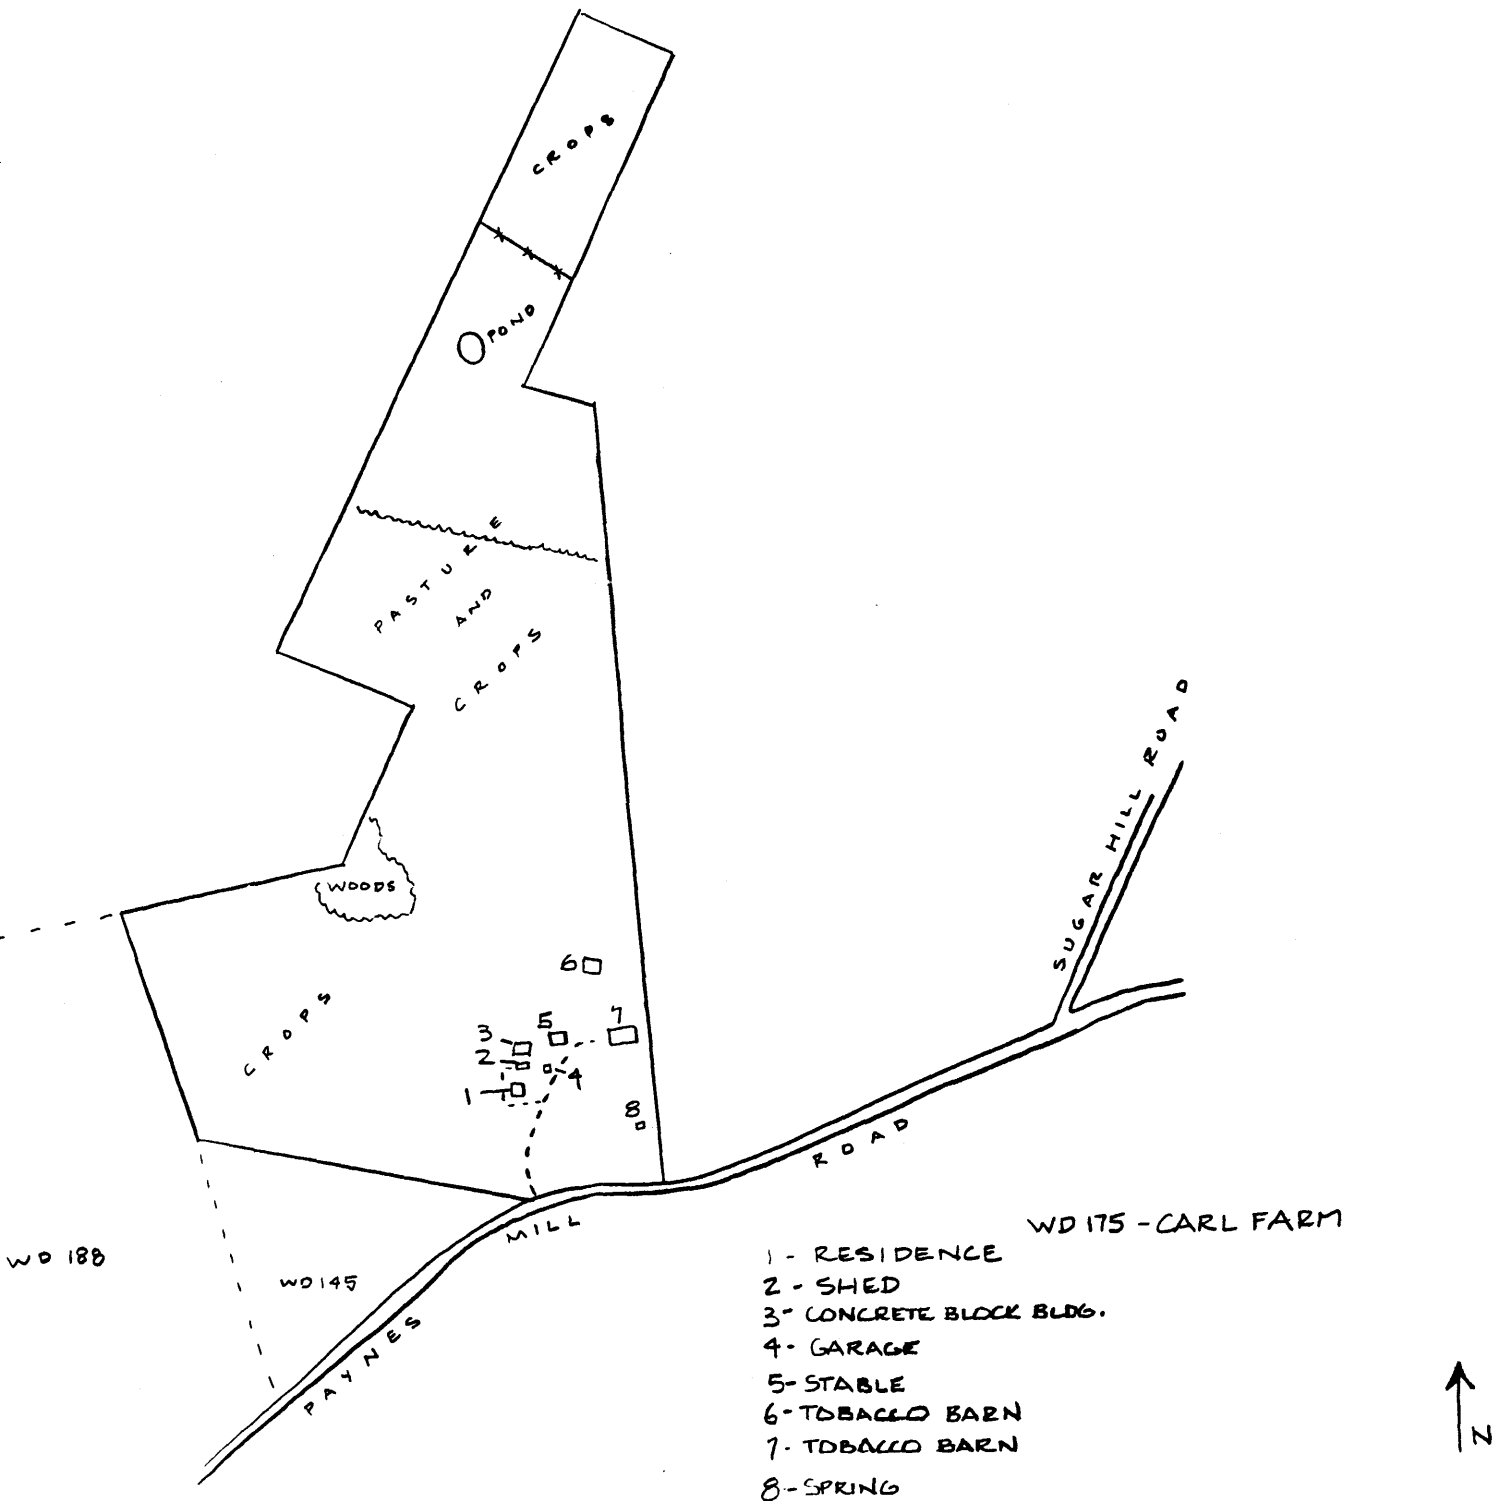 CROPS
POND
PASTURE
AND
CROPS
SUGAR HILL ROAD
WOODS
6
CROPS
7
5
3
2
4
1
8
PAYNES MILL ROAD
WD 188
WD 145
WD 175 - CARL FARM
1 - RESIDENCE
2 - SHED
3 - CONCRETE BLOCK BLDG.
4 - GARAGE
5 - STABLE
6 - TOBACCO BARN
7 - TOBACCO BARN
8 - SPRING
N